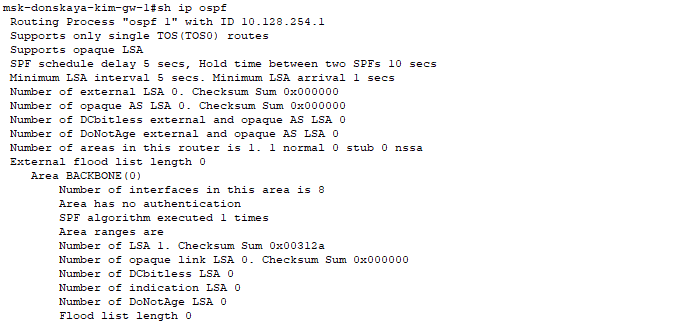 msk-donskaya-kim-gw-1#sh ip ospf
Routing Process "ospf 1" with ID 10.128.254.1
Supports only single TOS(TOS0) routes
Supports opaque LSA
SPF schedule delay 5 secs, Hold time between two SPFs 10 secs
Minimum LSA interval 5 secs. Minimum LSA arrival 1 secs
Number of external LSA 0. Checksum Sum 0x000000
Number of opaque AS LSA 0. Checksum Sum 0x000000
Number of DCbitless external and opaque AS LSA 0
Number of DoNotAge external and opaque AS LSA 0
Number of areas in this router is 1. 1 normal 0 stub 0 nssa
External flood list length 0
Area BACKBONE(0)
Number of interfaces in this area is 8
Area has no authentication
SPF algorithm executed 1 times
Area ranges are
Number of LSA 1. Checksum Sum 0x00312a
Number of opaque link LSA 0. Checksum Sum 0x000000
Number of DCbitless LSA 0
Number of indication LSA 0
Number of DoNotAge LSA 0
Flood list length 0